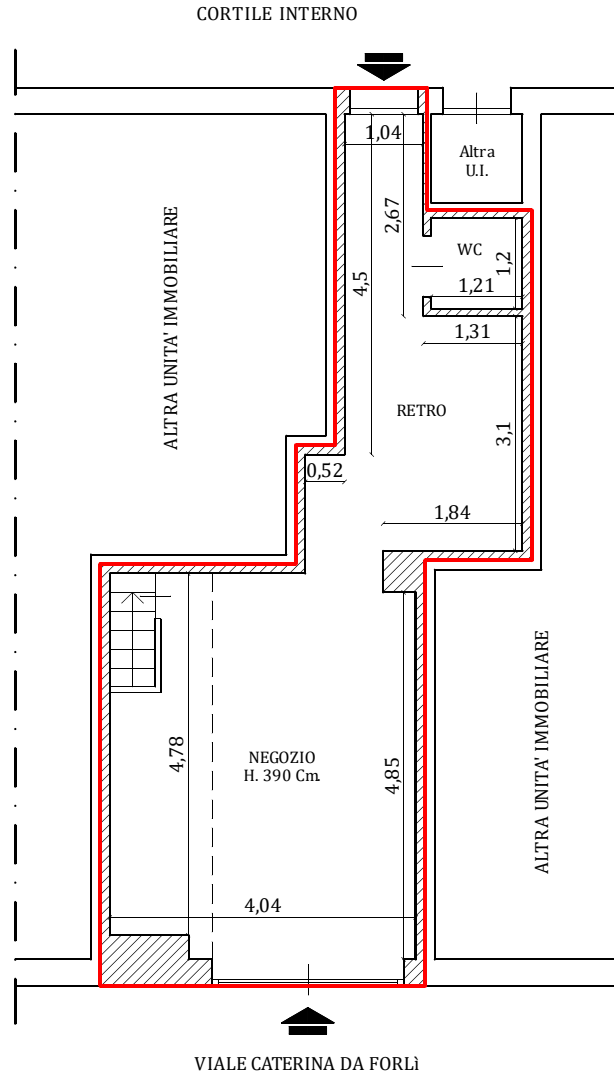 CORTILE INTERNO
1,04
Altra
U.I.
2,67
WC
1,2
4,5
1,21
ALTRA UNITA' IMMOBILIARE
1,31
RETRO
3,1
0,52
1,84
4,78
NEGOZIO
H. 390 Cm.
4,85
ALTRA UNITA' IMMOBILIARE
4,04
VIALE CATERINA DA FORLì